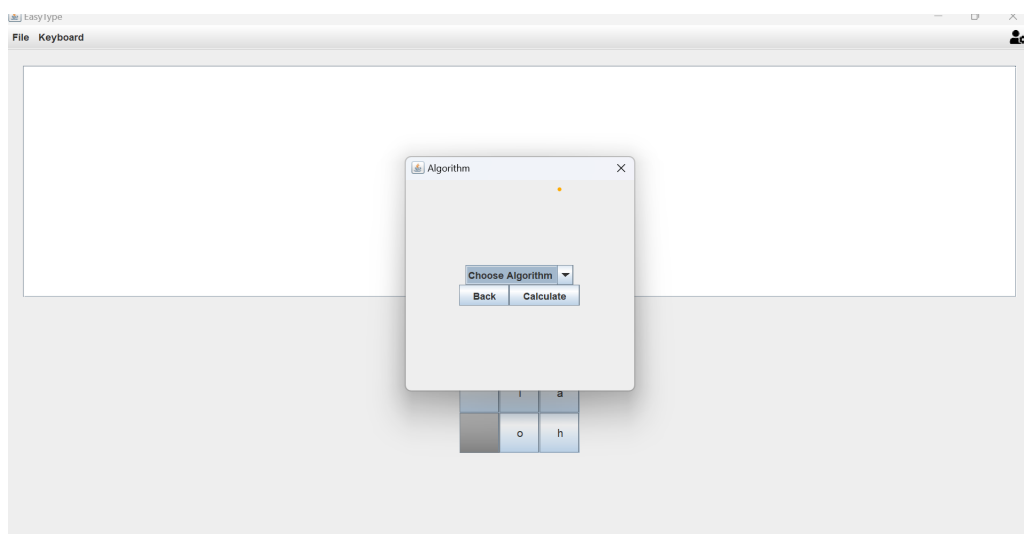 EasyType
File Keyboard
Algorithm
Choose Algorithm
Back Calculate
a
o h